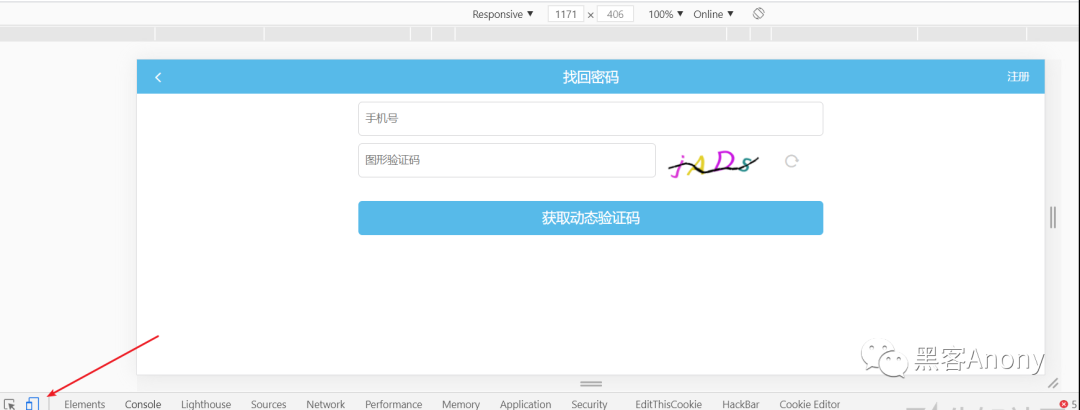 Responsive ▼ 1171 × 406 100% ▼ Online ▼
找回密码 注册
手机号
图形验证码 jADs
获取动态验证码
黑客Anony
Elements Console Lighthouse Sources Network Performance Memory Application Security EditThisCookie HackBar Cookie Editor 5